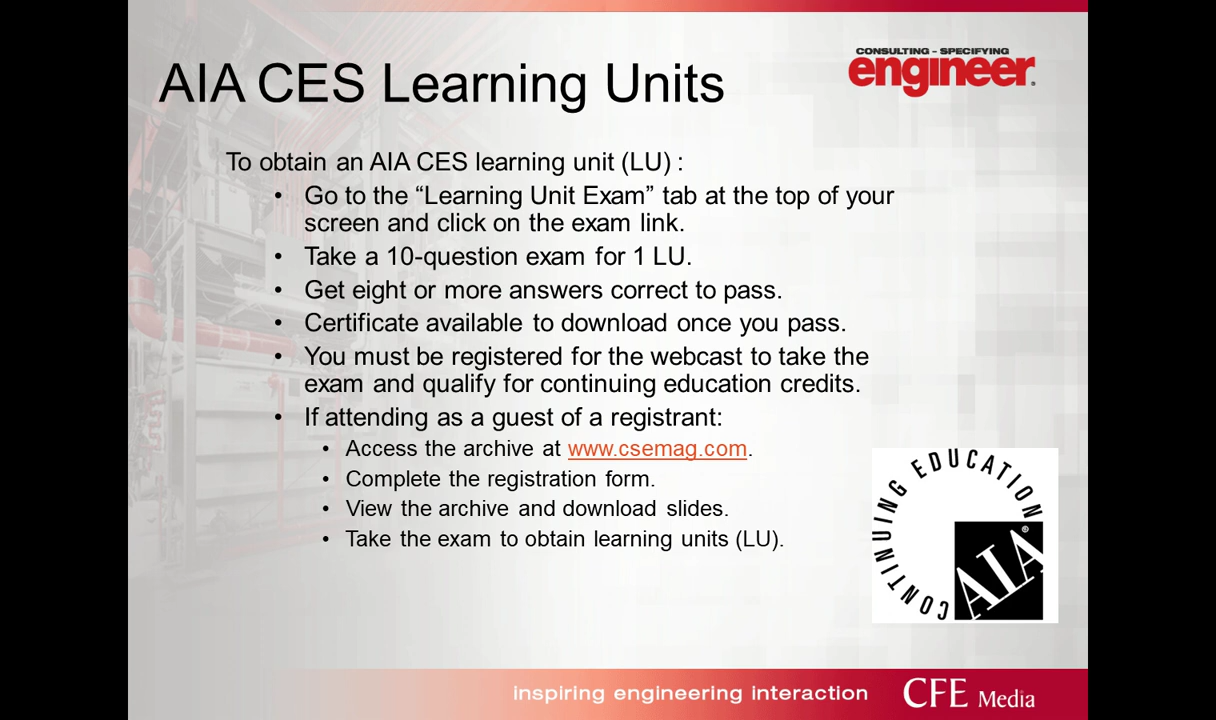 CONSULTING - SPECIFYING
engineer®
AIA CES Learning Units
To obtain an AIA CES learning unit (LU) :
• Go to the “Learning Unit Exam” tab at the top of your
screen and click on the exam link.
• Take a 10-question exam for 1 LU.
• Get eight or more answers correct to pass.
• Certificate available to download once you pass.
• You must be registered for the webcast to take the
exam and qualify for continuing education credits.
• If attending as a guest of a registrant:
• Access the archive at www.csemag.com.
• Complete the registration form.
• View the archive and download slides.
• Take the exam to obtain learning units (LU).
CONTINUING EDUCATION
AIA®
inspiring engineering interaction
CFE Media